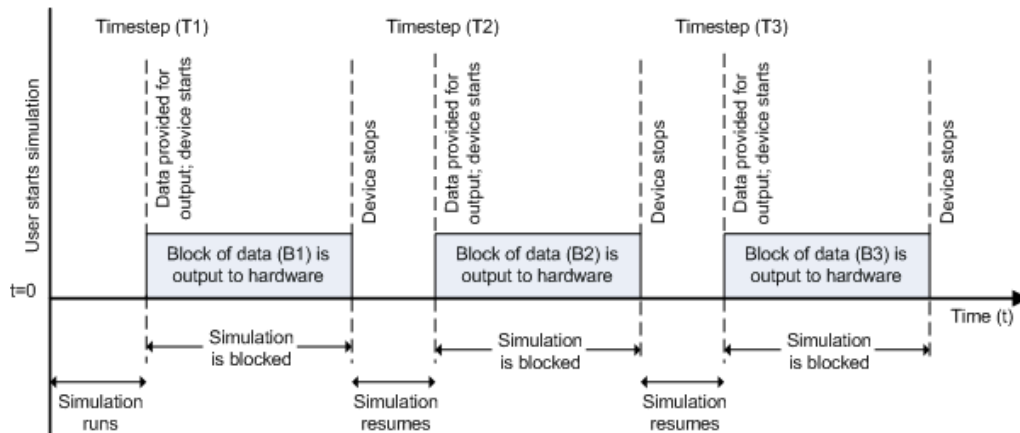 Timestep (T1)
Timestep (T2)
Timestep (T3)
User starts simulation
Data provided for
output; device starts
output
Device stops
Data provided for
output; device starts
output
Device stops
Data provided for
output; device starts
output
Device stops
Block of data (B1) is
output to hardware
Block of data (B2) is
output to hardware
Block of data (B3) is
output to hardware
t=0
Time (t)
Simulation
is blocked
Simulation
is blocked
Simulation
is blocked
Simulation
runs
Simulation
resumes
Simulation
resumes